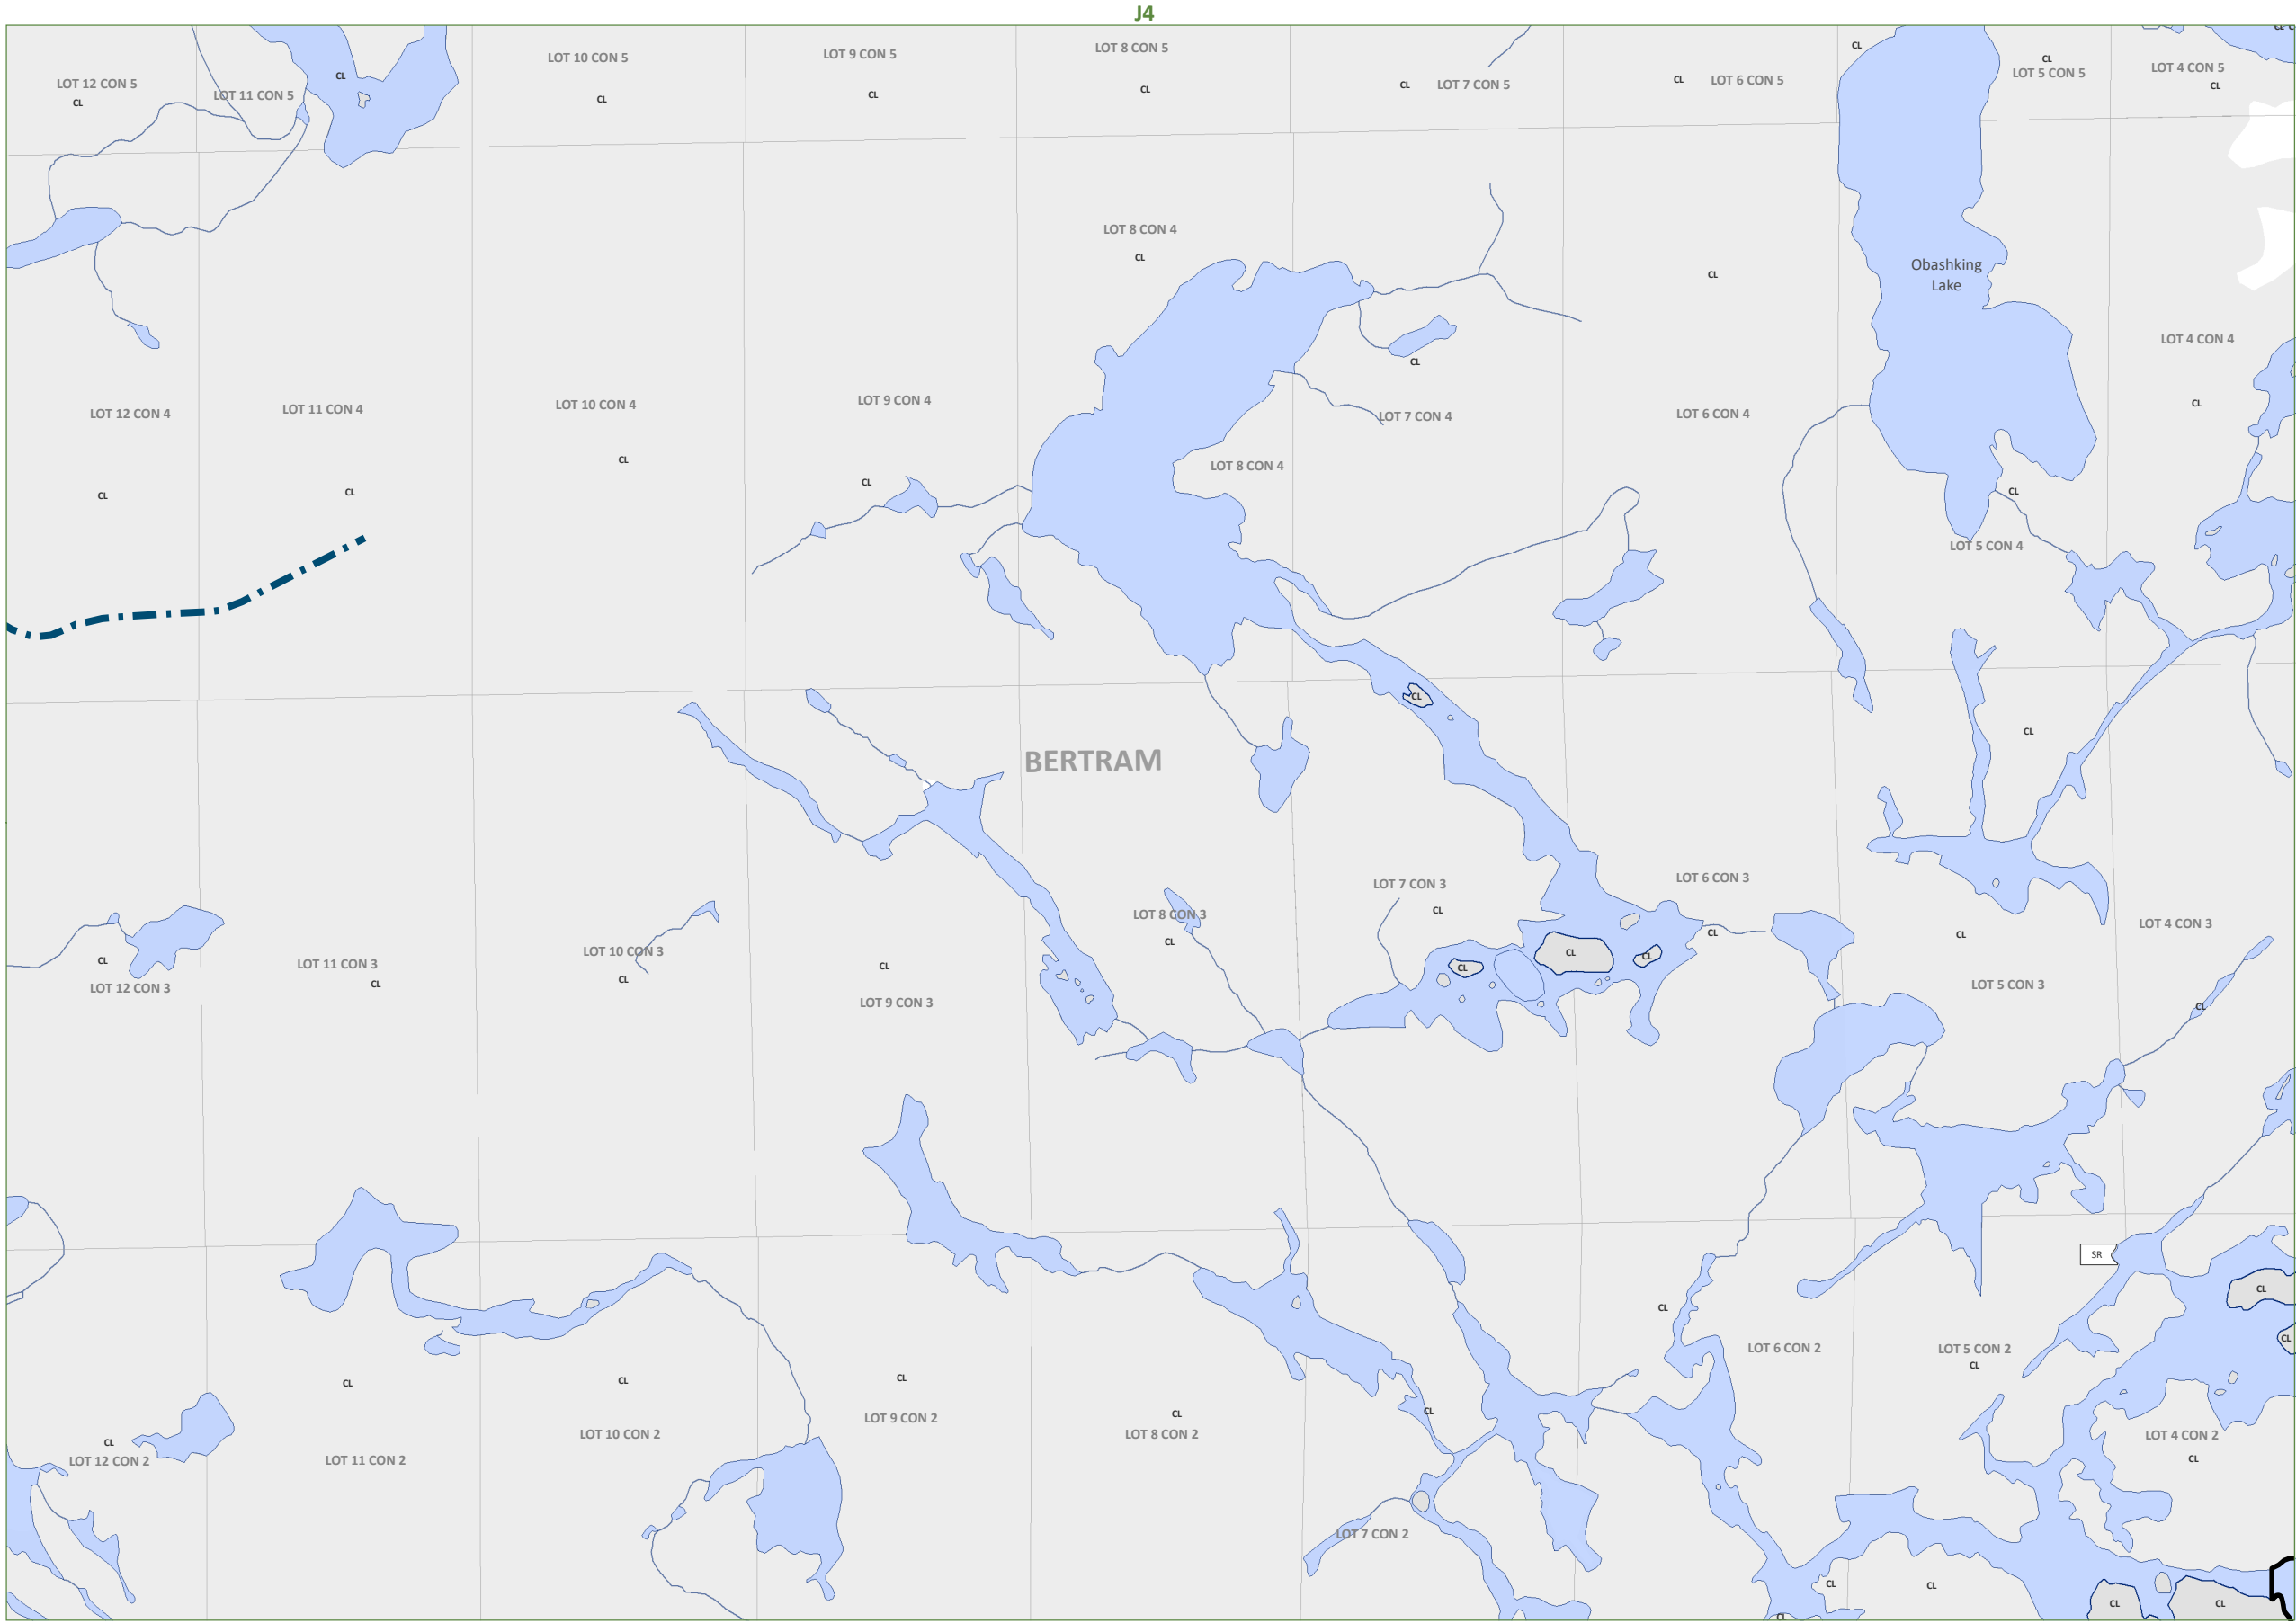 J4
LOT 12 CON 5
CL
LOT 11 CON 5
CL
LOT 10 CON 5
CL
LOT 9 CON 5
CL
LOT 8 CON 5
CL
CL
LOT 7 CON 5
CL
LOT 6 CON 5
CL
CL
LOT 5 CON 5
LOT 4 CON 5
CL
LOT 8 CON 4
CL
CL
Obashking
Lake
LOT 4 CON 4
CL
CL
LOT 12 CON 4
CL
LOT 11 CON 4
CL
LOT 10 CON 4
CL
LOT 9 CON 4
CL
LOT 8 CON 4
LOT 7 CON 4
LOT 6 CON 4
CL
LOT 5 CON 4
CL
CL
BERTRAM
LOT 7 CON 3
CL
LOT 6 CON 3
CL
LOT 8 CON 3
CL
LOT 4 CON 3
CL
CL
LOT 12 CON 3
LOT 11 CON 3
CL
LOT 10 CON 3
CL
CL
LOT 9 CON 3
CL
CL
CL
LOT 5 CON 3
CL
SR
CL
CL
CL
LOT 6 CON 2
LOT 5 CON 2
CL
CL
CL
CL
CL
CL
CL
LOT 12 CON 2
LOT 11 CON 2
LOT 10 CON 2
LOT 9 CON 2
LOT 8 CON 2
LOT 4 CON 2
CL
LOT 7 CON 2
CL
CL
CL
CL
CL